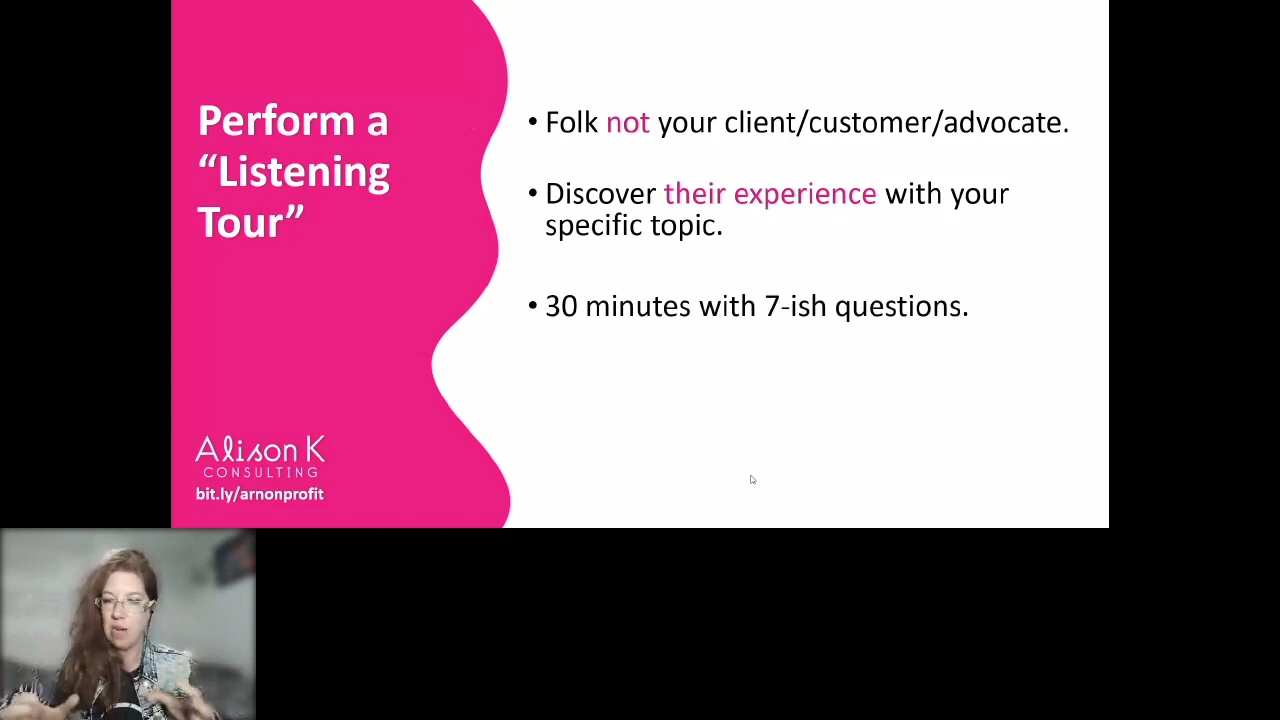 Perform a
“Listening
Tour”
• Folk not your client/customer/advocate.
• Discover their experience with your
specific topic.
• 30 minutes with 7-ish questions.
Alison K
CONSULTING
bit.ly/arnonprofit